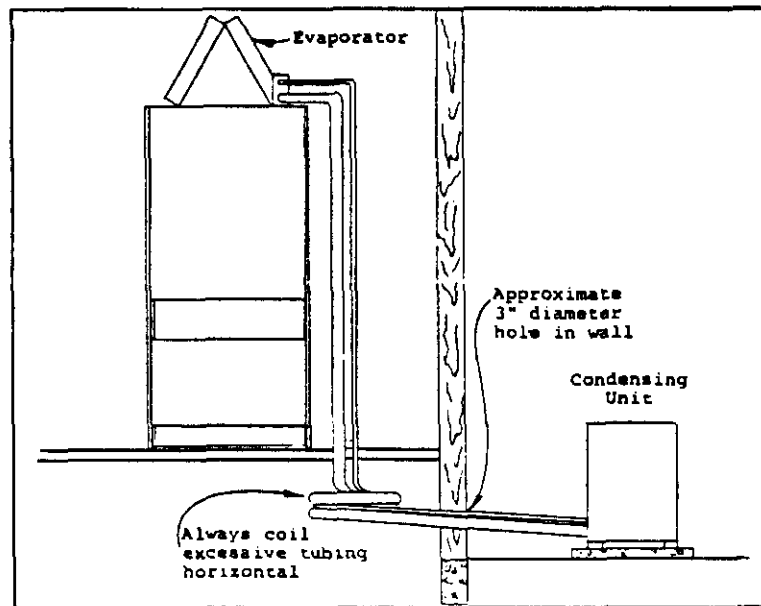 Evaporator
Approximate
3" diameter
hole in wall
Condensing
Unit
Always coil
excessive tubing
horizontal